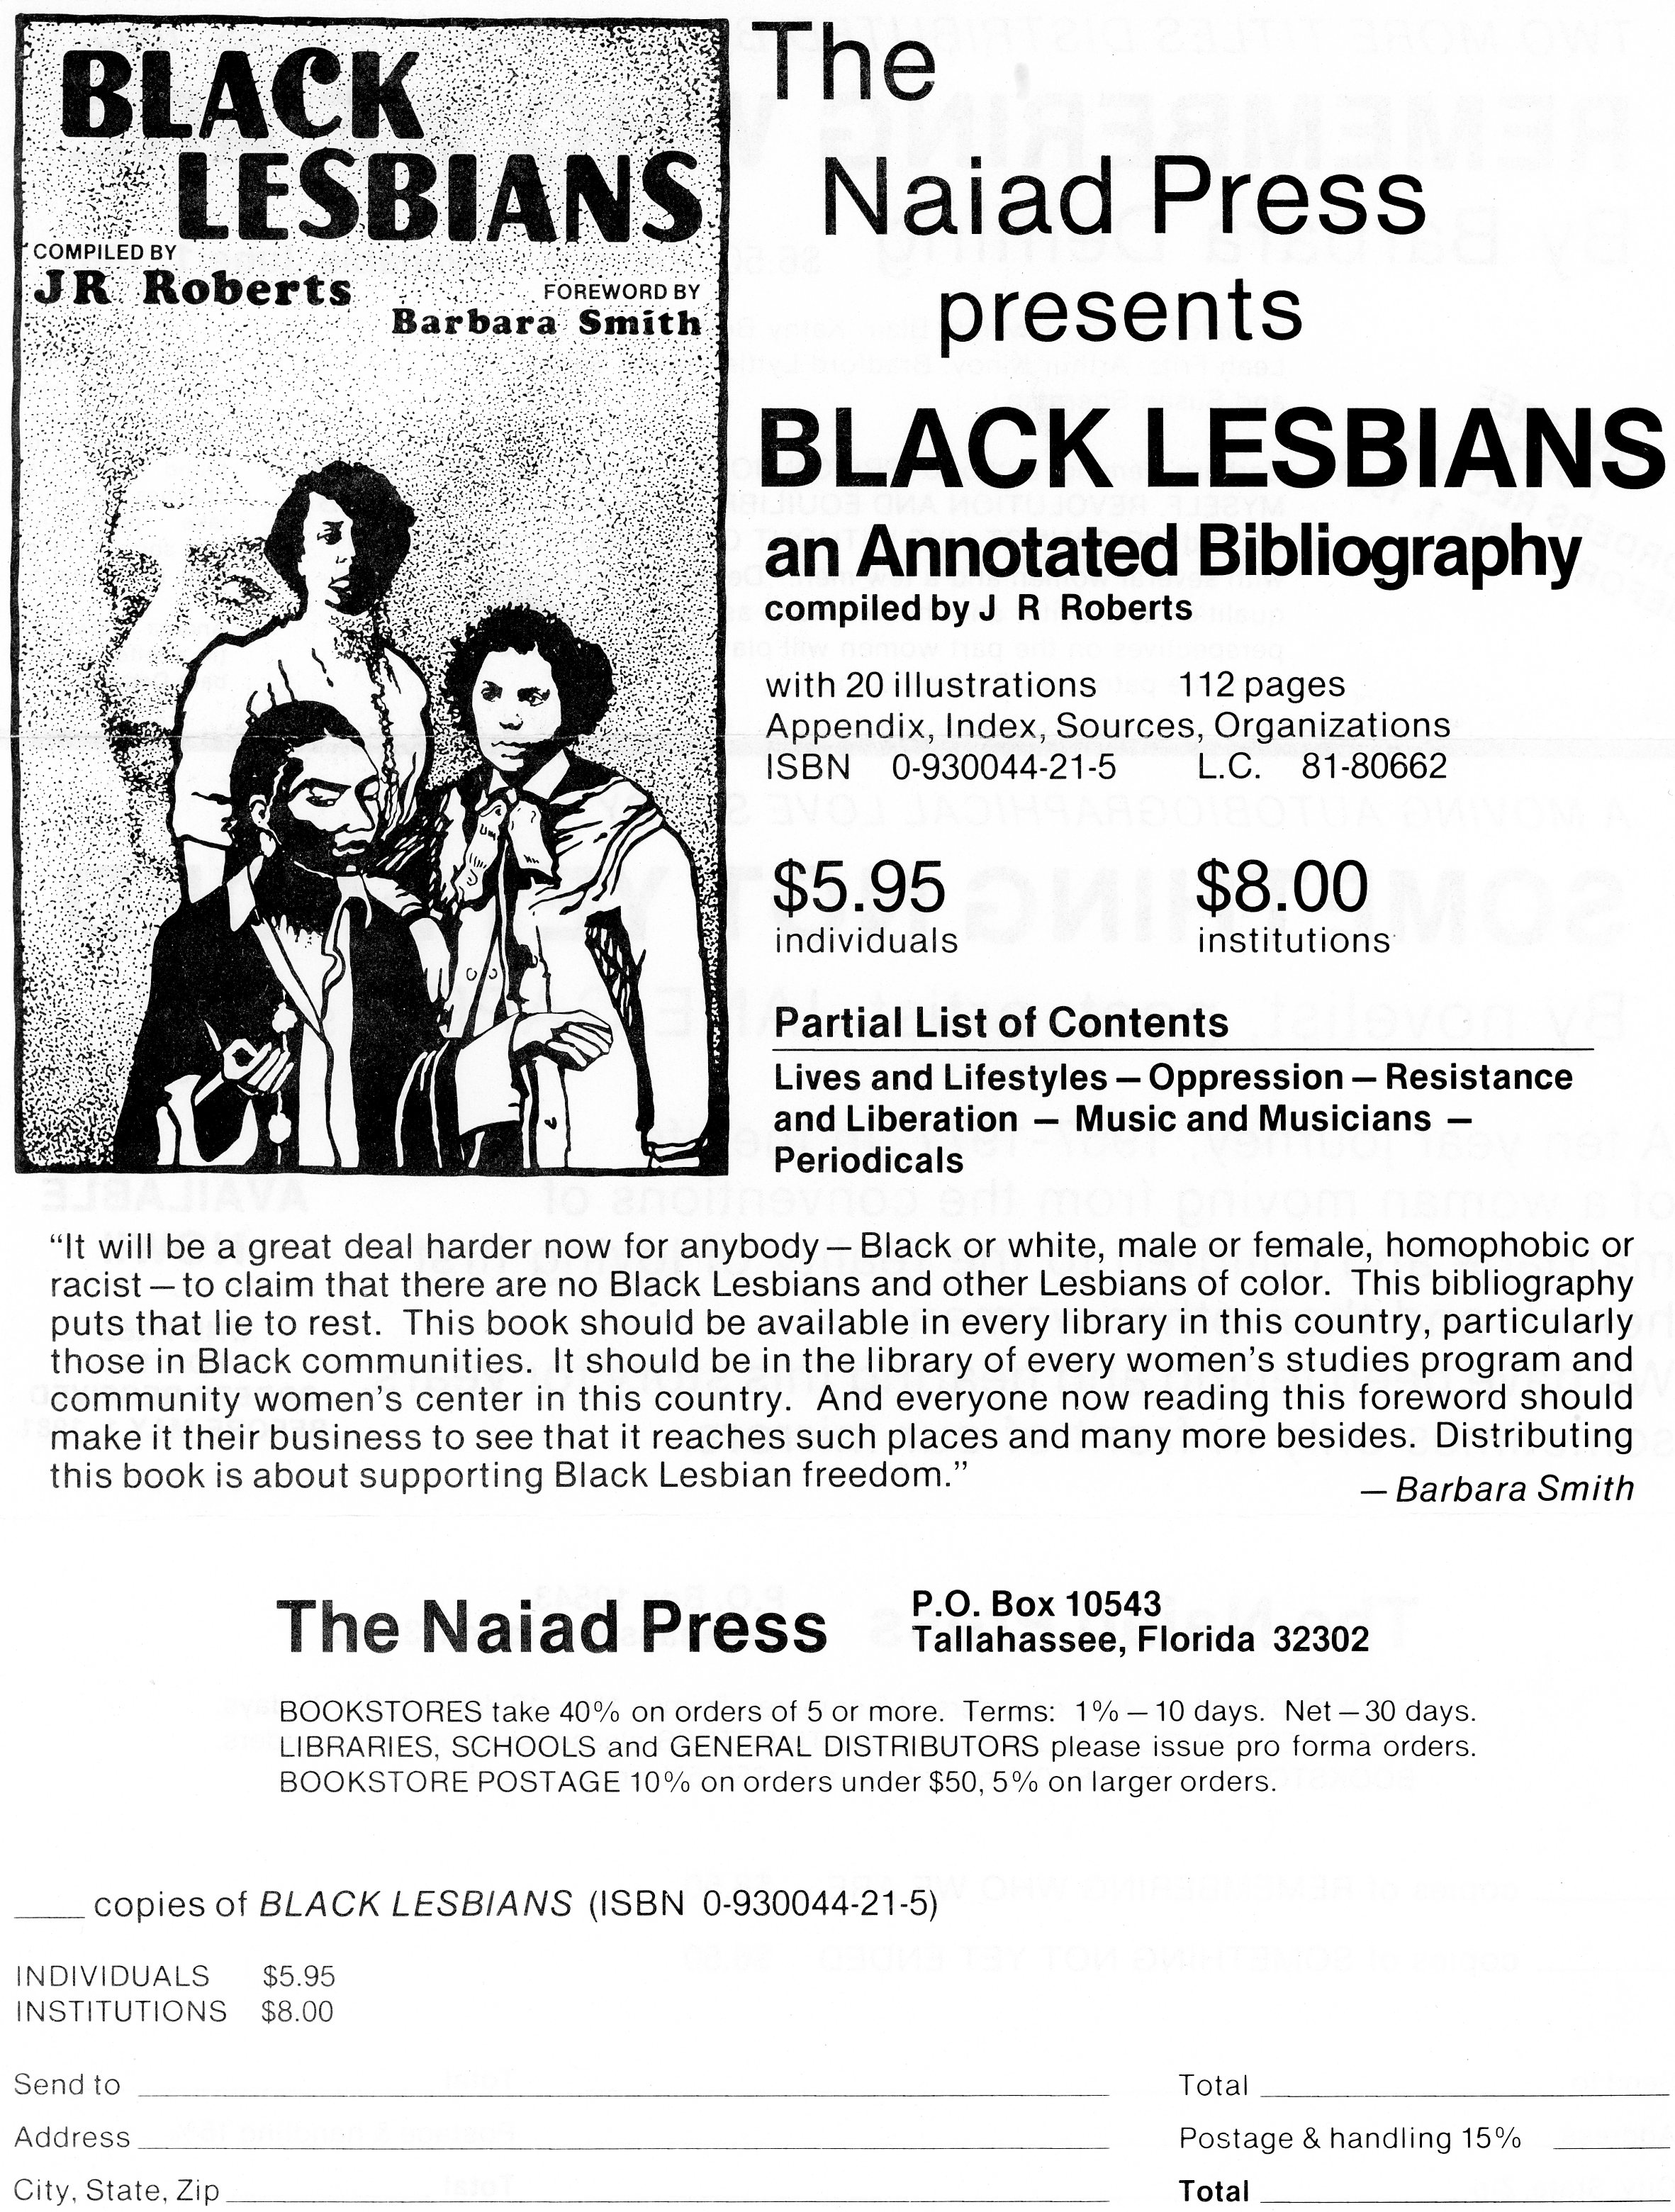 BLACK
LESBIANS
COMPILED BY
JR Roberts
FOREWORD BY
Barbara Smith
The
Naiad Press
presents
BLACK LESBIANS
an Annotated Bibliography
compiled by J R Roberts
with 20 illustrations 112 pages
Appendix, Index, Sources, Organizations
ISBN 0-930044-21-5 L.C. 81-80662
$5.95 $8.00
individuals institutions
Partial List of Contents
Lives and Lifestyles — Oppression — Resistance
and Liberation — Music and Musicians —
Periodicals
“It will be a great deal harder now for anybody — Black or white, male or female, homophobic or
racist — to claim that there are no Black Lesbians and other Lesbians of color. This bibliography
puts that lie to rest. This book should be available in every library in this country, particularly
those in Black communities. It should be in the library of every women’s studies program and
community women’s center in this country. And everyone now reading this foreword should
make it their business to see that it reaches such places and many more besides. Distributing
this book is about supporting Black Lesbian freedom.”
— Barbara Smith
The Naiad Press
P.O. Box 10543
Tallahassee, Florida 32302
BOOKSTORES take 40% on orders of 5 or more. Terms: 1% — 10 days. Net — 30 days.
LIBRARIES, SCHOOLS and GENERAL DISTRIBUTORS please issue pro forma orders.
BOOKSTORE POSTAGE 10% on orders under $50, 5% on larger orders.
____ copies of BLACK LESBIANS (ISBN 0-930044-21-5)
INDIVIDUALS $5.95
INSTITUTIONS $8.00
Send to
Total
Address
Postage & handling 15%
City, State, Zip
Total